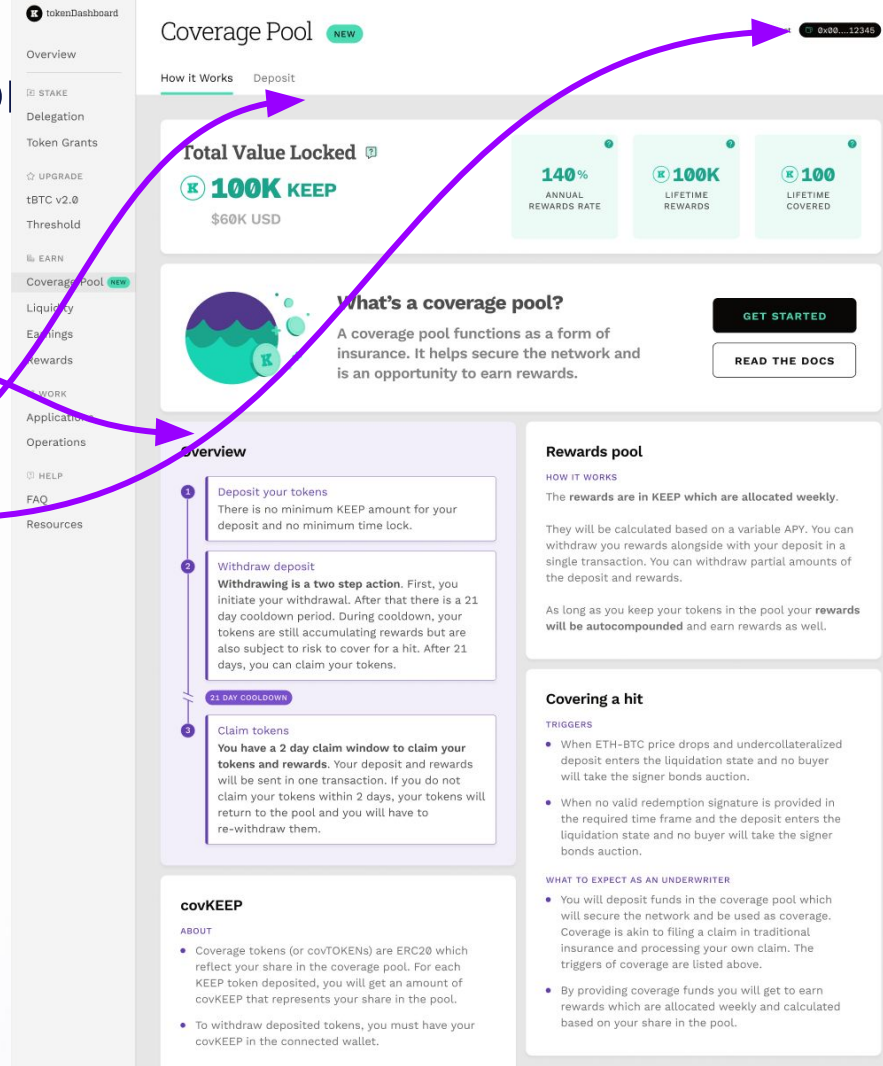 tokenDashboard
Overview
STAKE
Delegation
Token Grants
UPGRADE
tBTC v2.0
Threshold
EARN
Coverage Pool NEW
Liquidity
Earnings
Rewards
WORK
Applications
Operations
HELP
FAQ
Resources
Coverage Pool NEW
0x00....12345
How it Works Deposit
Total Value Locked
100K KEEP
$60K USD
140%
ANNUAL
REWARDS RATE
100K
LIFETIME
REWARDS
100
LIFETIME
COVERED
What's a coverage pool?
A coverage pool functions as a form of
insurance. It helps secure the network and
is an opportunity to earn rewards.
GET STARTED
READ THE DOCS
Overview
1
Deposit your tokens
There is no minimum KEEP amount for your
deposit and no minimum time lock.
2
Withdraw deposit
Withdrawing is a two step action. First, you
initiate your withdrawal. After that there is a 21
day cooldown period. During cooldown, your
tokens are still accumulating rewards but are
also subject to risk to cover for a hit. After 21
days, you can claim your tokens.
21 DAY COOLDOWN
3
Claim tokens
You have a 2 day claim window to claim your
tokens and rewards. Your deposit and rewards
will be sent in one transaction. If you do not
claim your tokens within 2 days, your tokens will
return to the pool and you will have to
re-withdraw them.
covKEEP
ABOUT
Coverage tokens (or covTOKENs) are ERC20 which
reflect your share in the coverage pool. For each
KEEP token deposited, you will get an amount of
covKEEP that represents your share in the pool.
To withdraw deposited tokens, you must have your
covKEEP in the connected wallet.
Rewards pool
HOW IT WORKS
The rewards are in KEEP which are allocated weekly.
They will be calculated based on a variable APY. You can
withdraw you rewards alongside with your deposit in a
single transaction. You can withdraw partial amounts of
the deposit and rewards.
As long as you keep your tokens in the pool your rewards
will be autocompounded and earn rewards as well.
Covering a hit
TRIGGERS
When ETH-BTC price drops and undercollateralized
deposit enters the liquidation state and no buyer
will take the signer bonds auction.
When no valid redemption signature is provided in
the required time frame and the deposit enters the
liquidation state and no buyer will take the signer
bonds auction.
WHAT TO EXPECT AS AN UNDERWRITER
You will deposit funds in the coverage pool which
will secure the network and be used as coverage.
Coverage is akin to filing a claim in traditional
insurance and processing your own claim. The
triggers of coverage are listed above.
By providing coverage funds you will get to earn
rewards which are allocated weekly and calculated
based on your share in the pool.